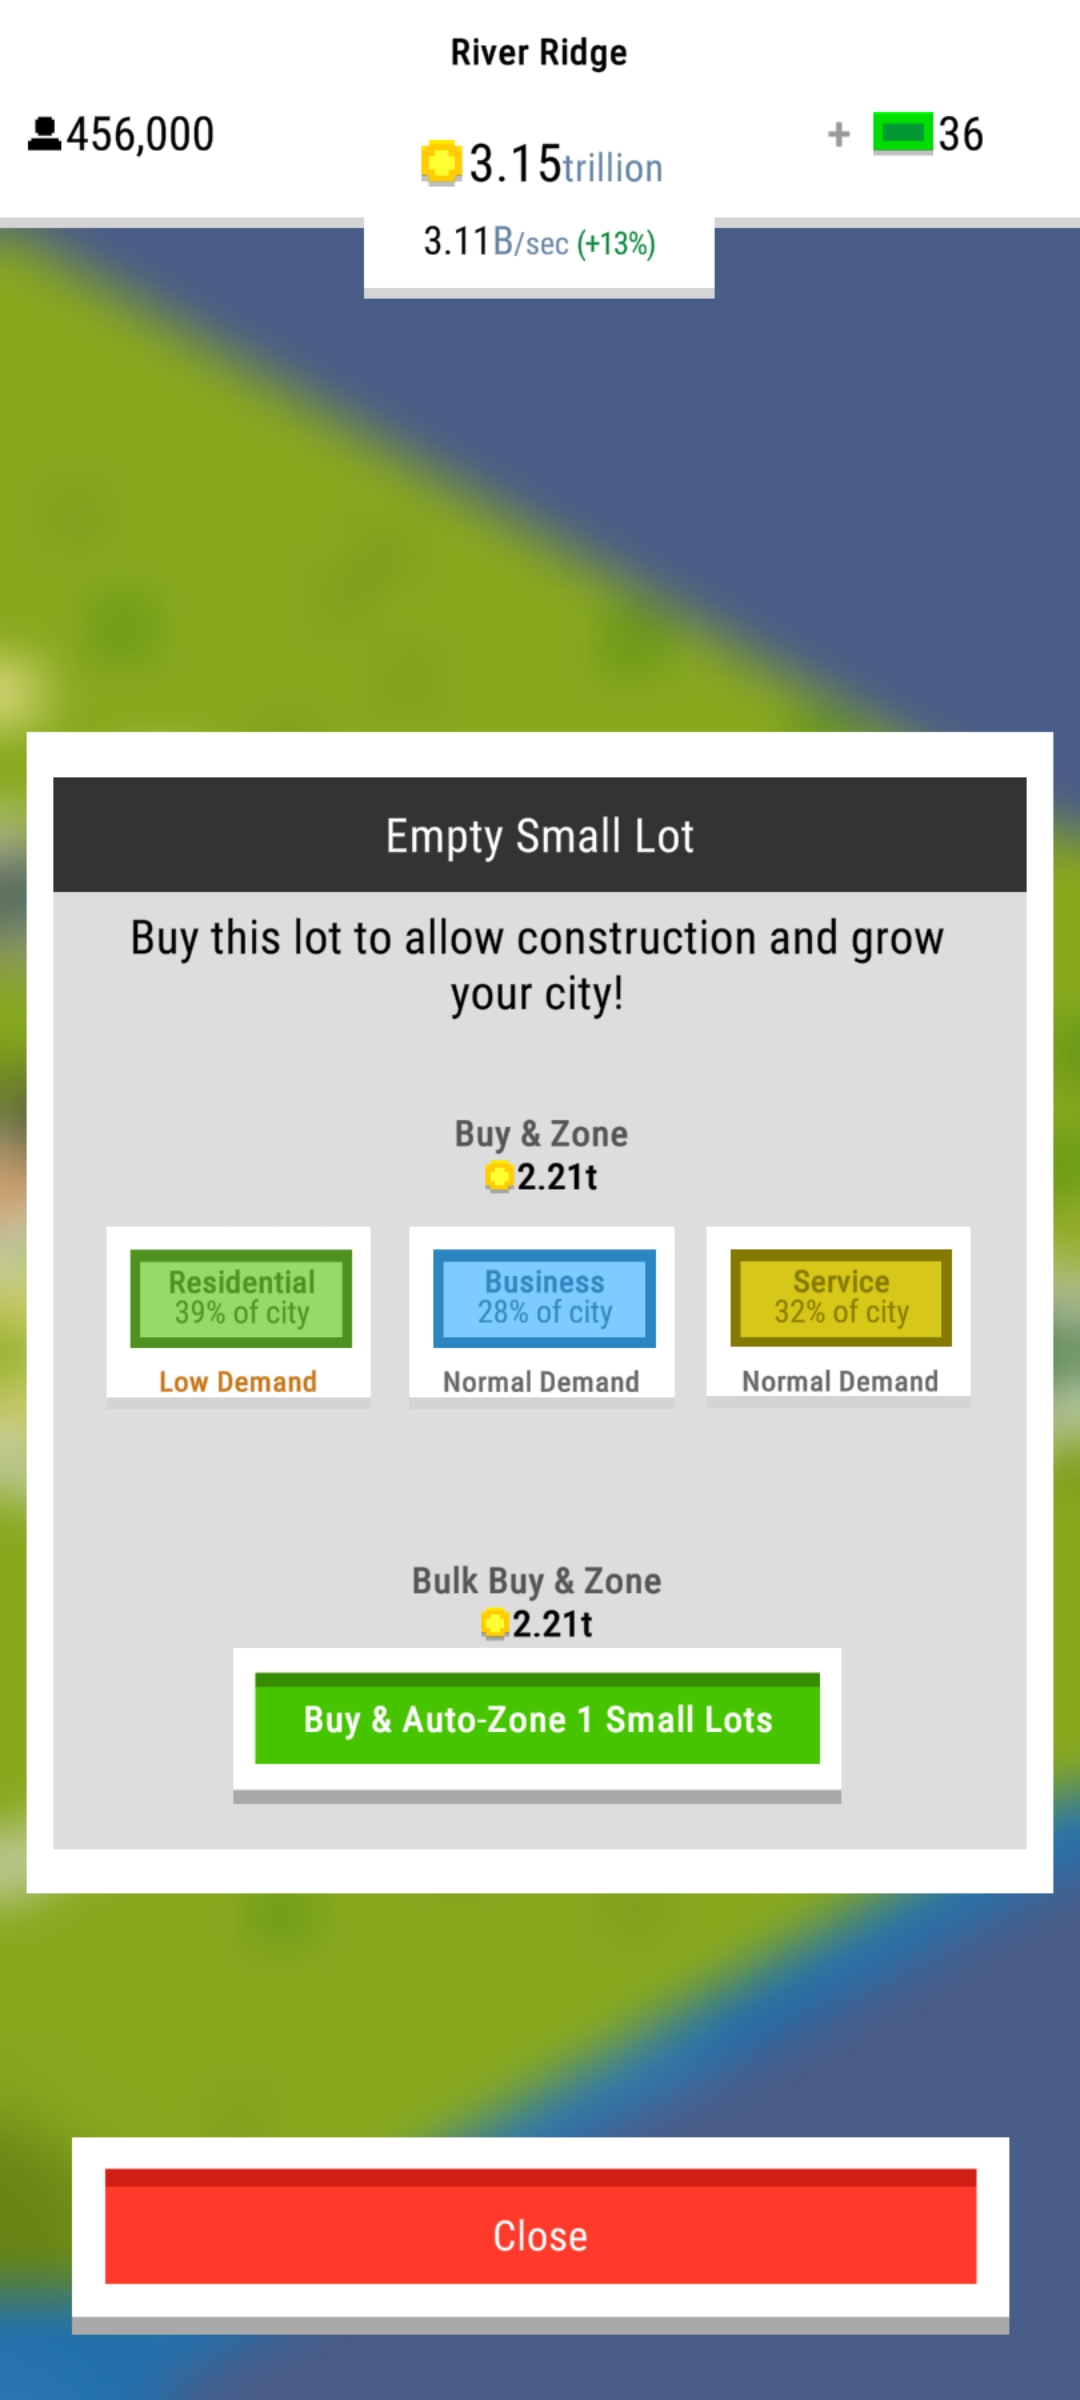 River Ridge
456,000
3.15trillion
+ 36
3.11B/sec (+13%)
Empty Small Lot
Buy this lot to allow construction and grow
your city!
Buy & Zone
2.21t
Residential
39% of city
Low Demand
Business
28% of city
Normal Demand
Service
32% of city
Normal Demand
Bulk Buy & Zone
2.21t
Buy & Auto-Zone 1 Small Lots
Close